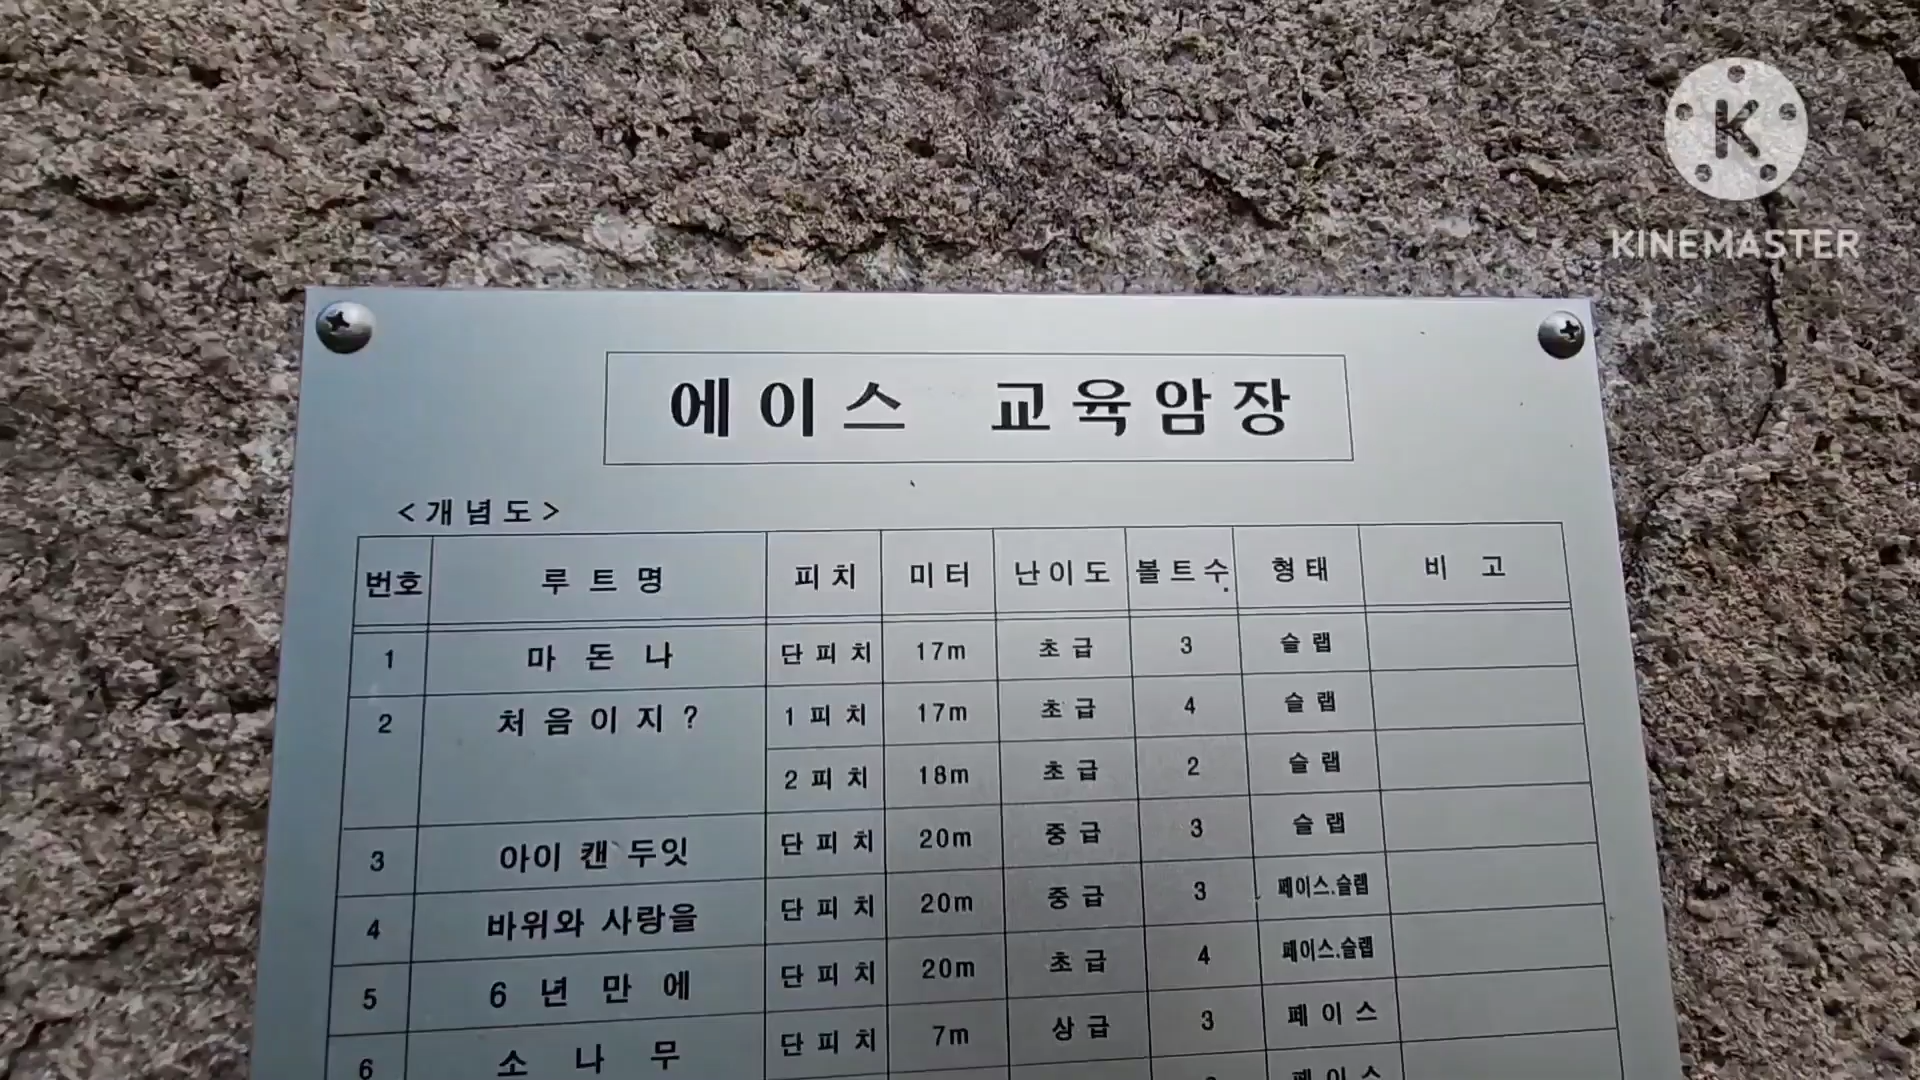 K
KINEMASTER
에이스 교육암장
<개념도>
번호 루트명 피치 미터 난이도 볼트수 형태 비고
1 마돈나 단피치 17m 초급 3 슬랩
2 처음이지? 1피치 17m 초급 4 슬랩
2피치 18m 초급 2 슬랩
3 아이 캔 두잇 단피치 20m 중급 3 슬랩
4 바위와 사랑을 단피치 20m 중급 3 페이스.슬랩
5 6년만에 단피치 20m 초급 4 페이스.슬랩
6 소나무 단피치 7m 상급 3 페이스
페이스